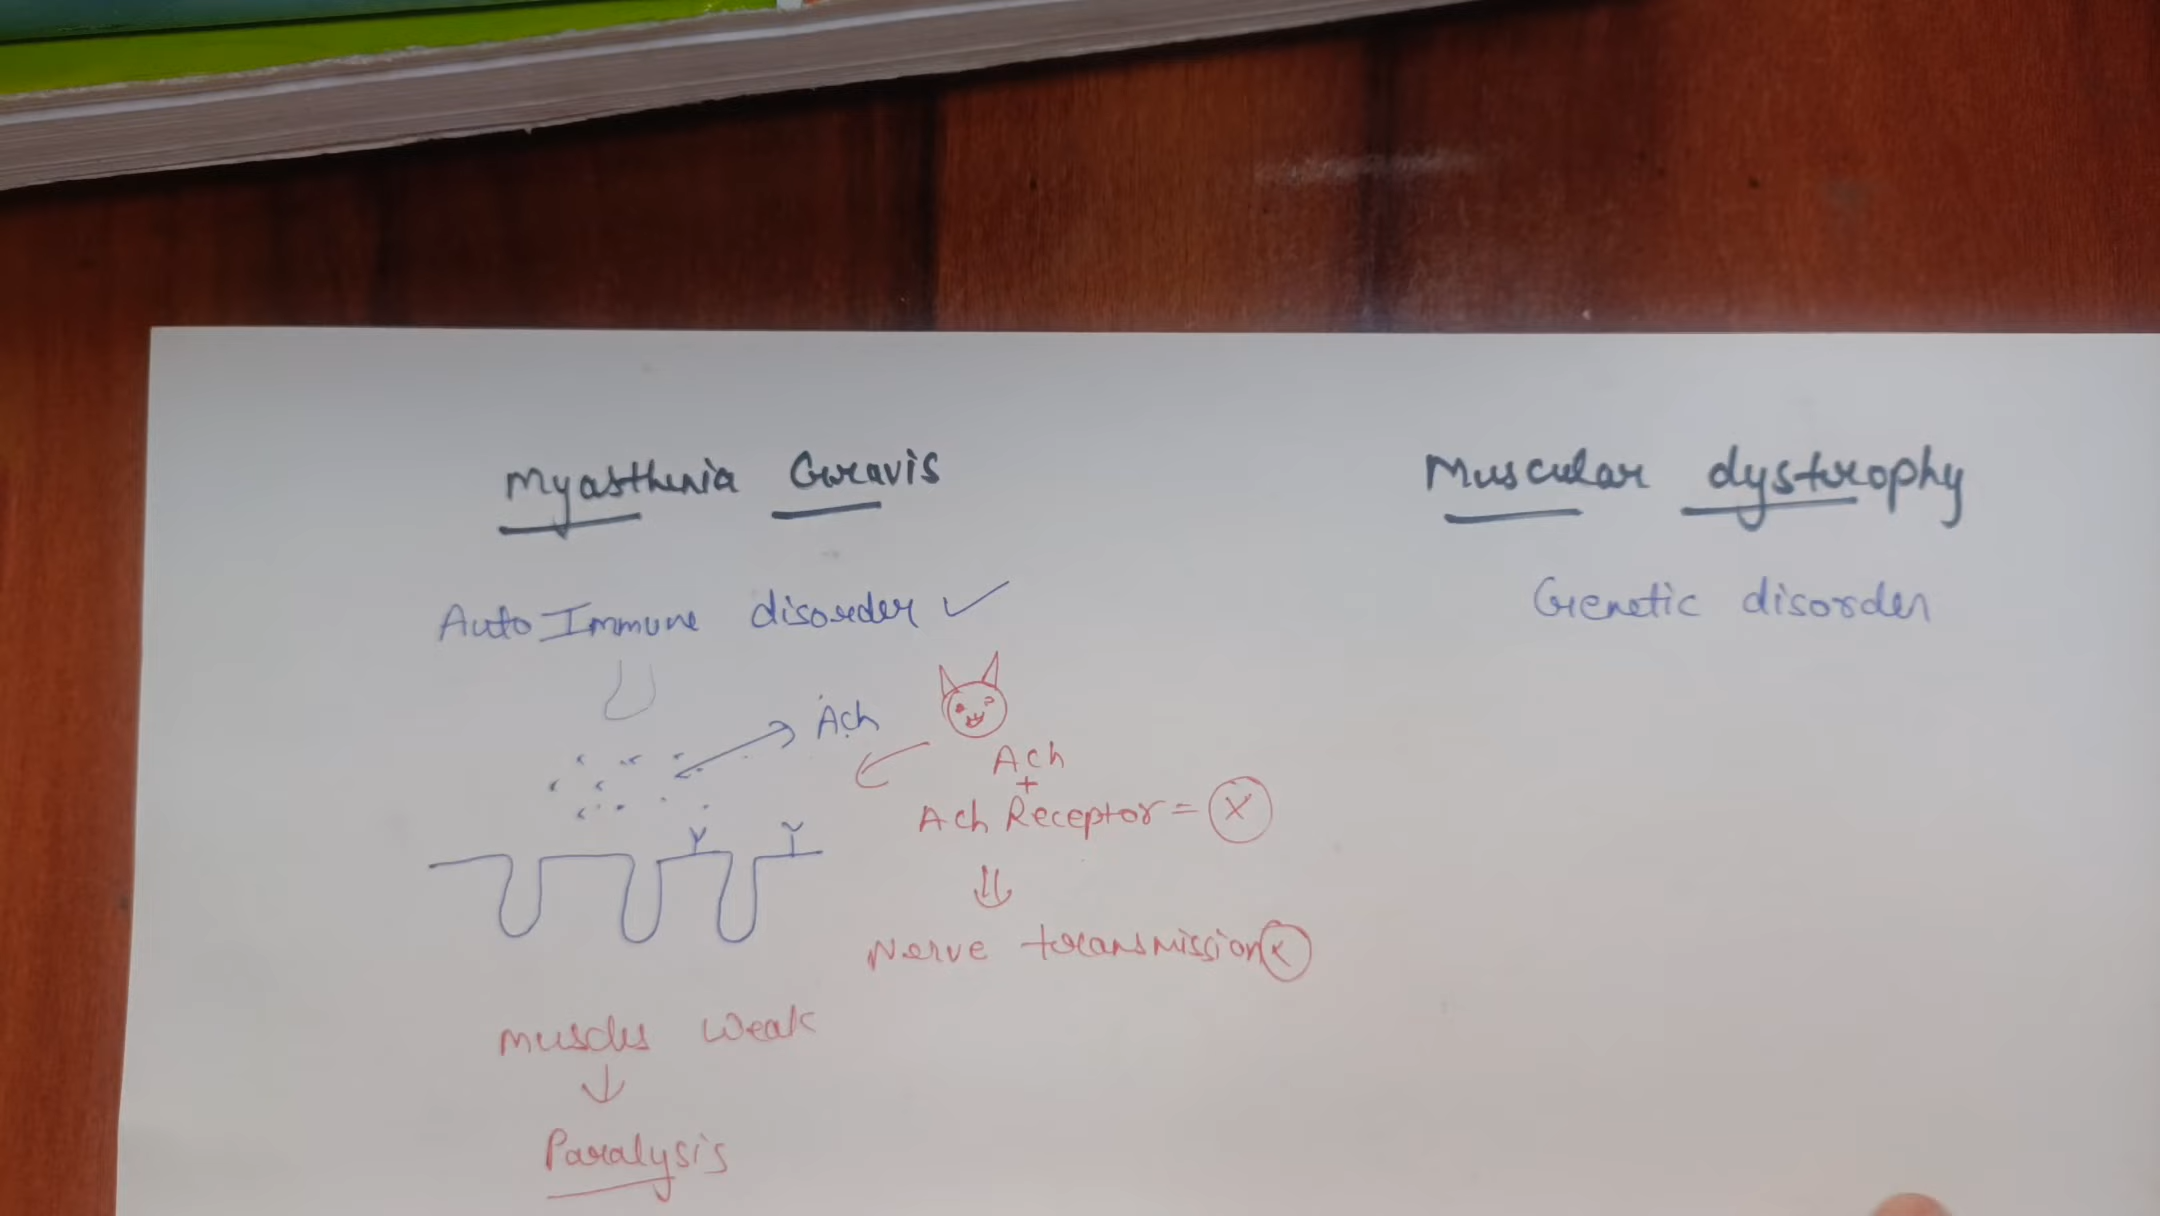 Myasthenia Gravis
Auto Immune disorder ✓
Ach
Ach
+
Ach Receptor = X
⇓
Nerve transmission X
Muscles weak
↓
Paralysis
Muscular dystrophy
Genetic disorder